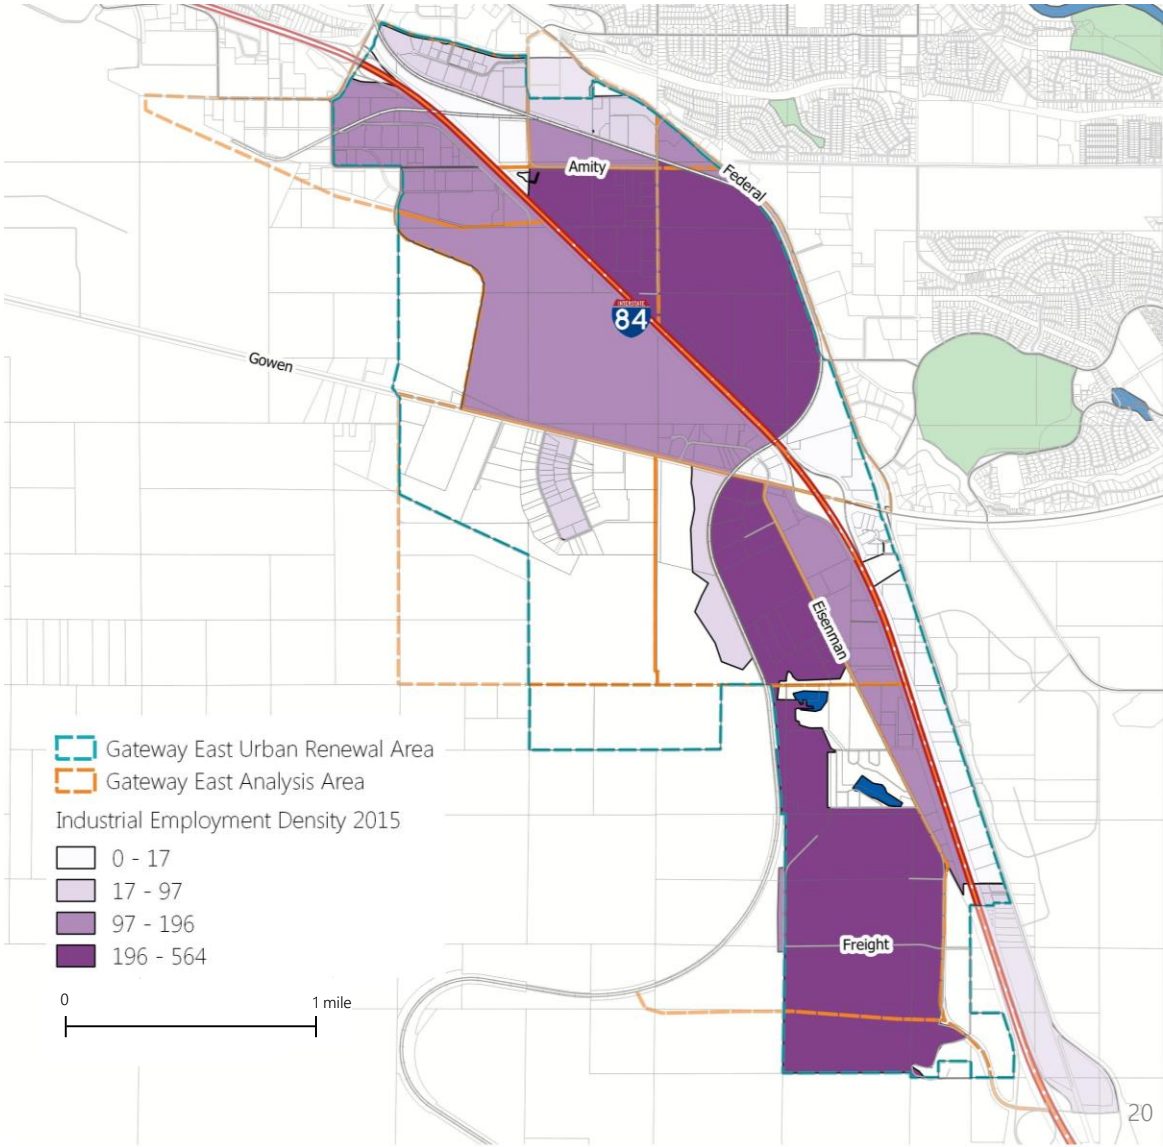 Amity
Federal
INTERSTATE
84
Gowen
Eisenman
Gateway East Urban Renewal Area
Gateway East Analysis Area
Industrial Employment Density 2015
0 - 17
17 - 97
97 - 196
196 - 564
Freight
0 1 mile
20